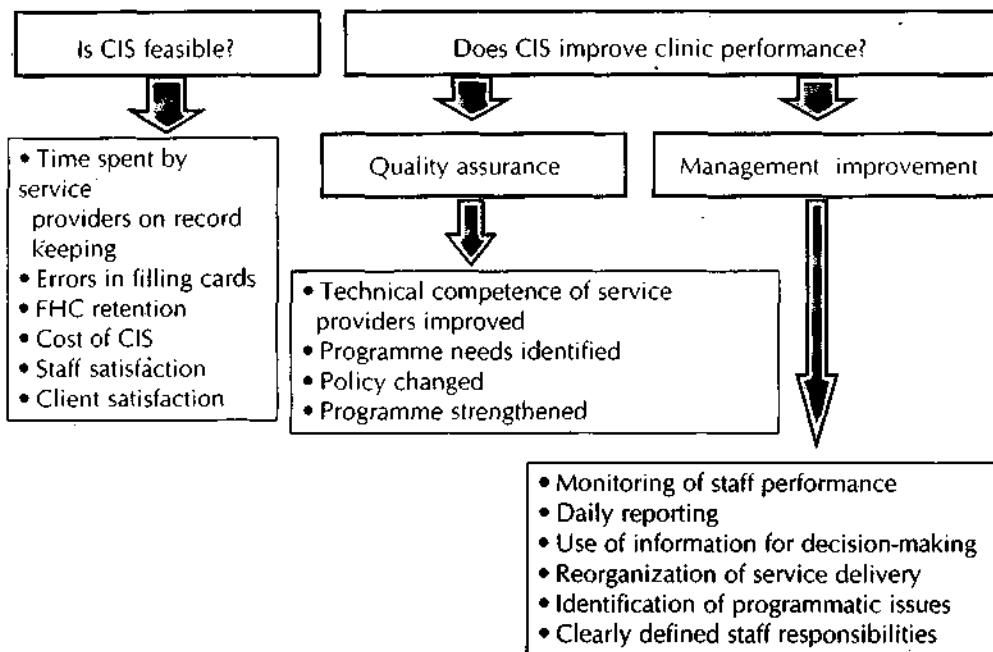 Is CIS feasible?
Does CIS improve clinic performance?
• Time spent by
service
providers on record
keeping
• Errors in filling cards
• FHC retention
• Cost of CIS
• Staff satisfaction
• Client satisfaction
Quality assurance
Management improvement
• Technical competence of service
providers improved
• Programme needs identified
• Policy changed
• Programme strengthened
• Monitoring of staff performance
• Daily reporting
• Use of information for decision-making
• Reorganization of service delivery
• Identification of programmatic issues
• Clearly defined staff responsibilities